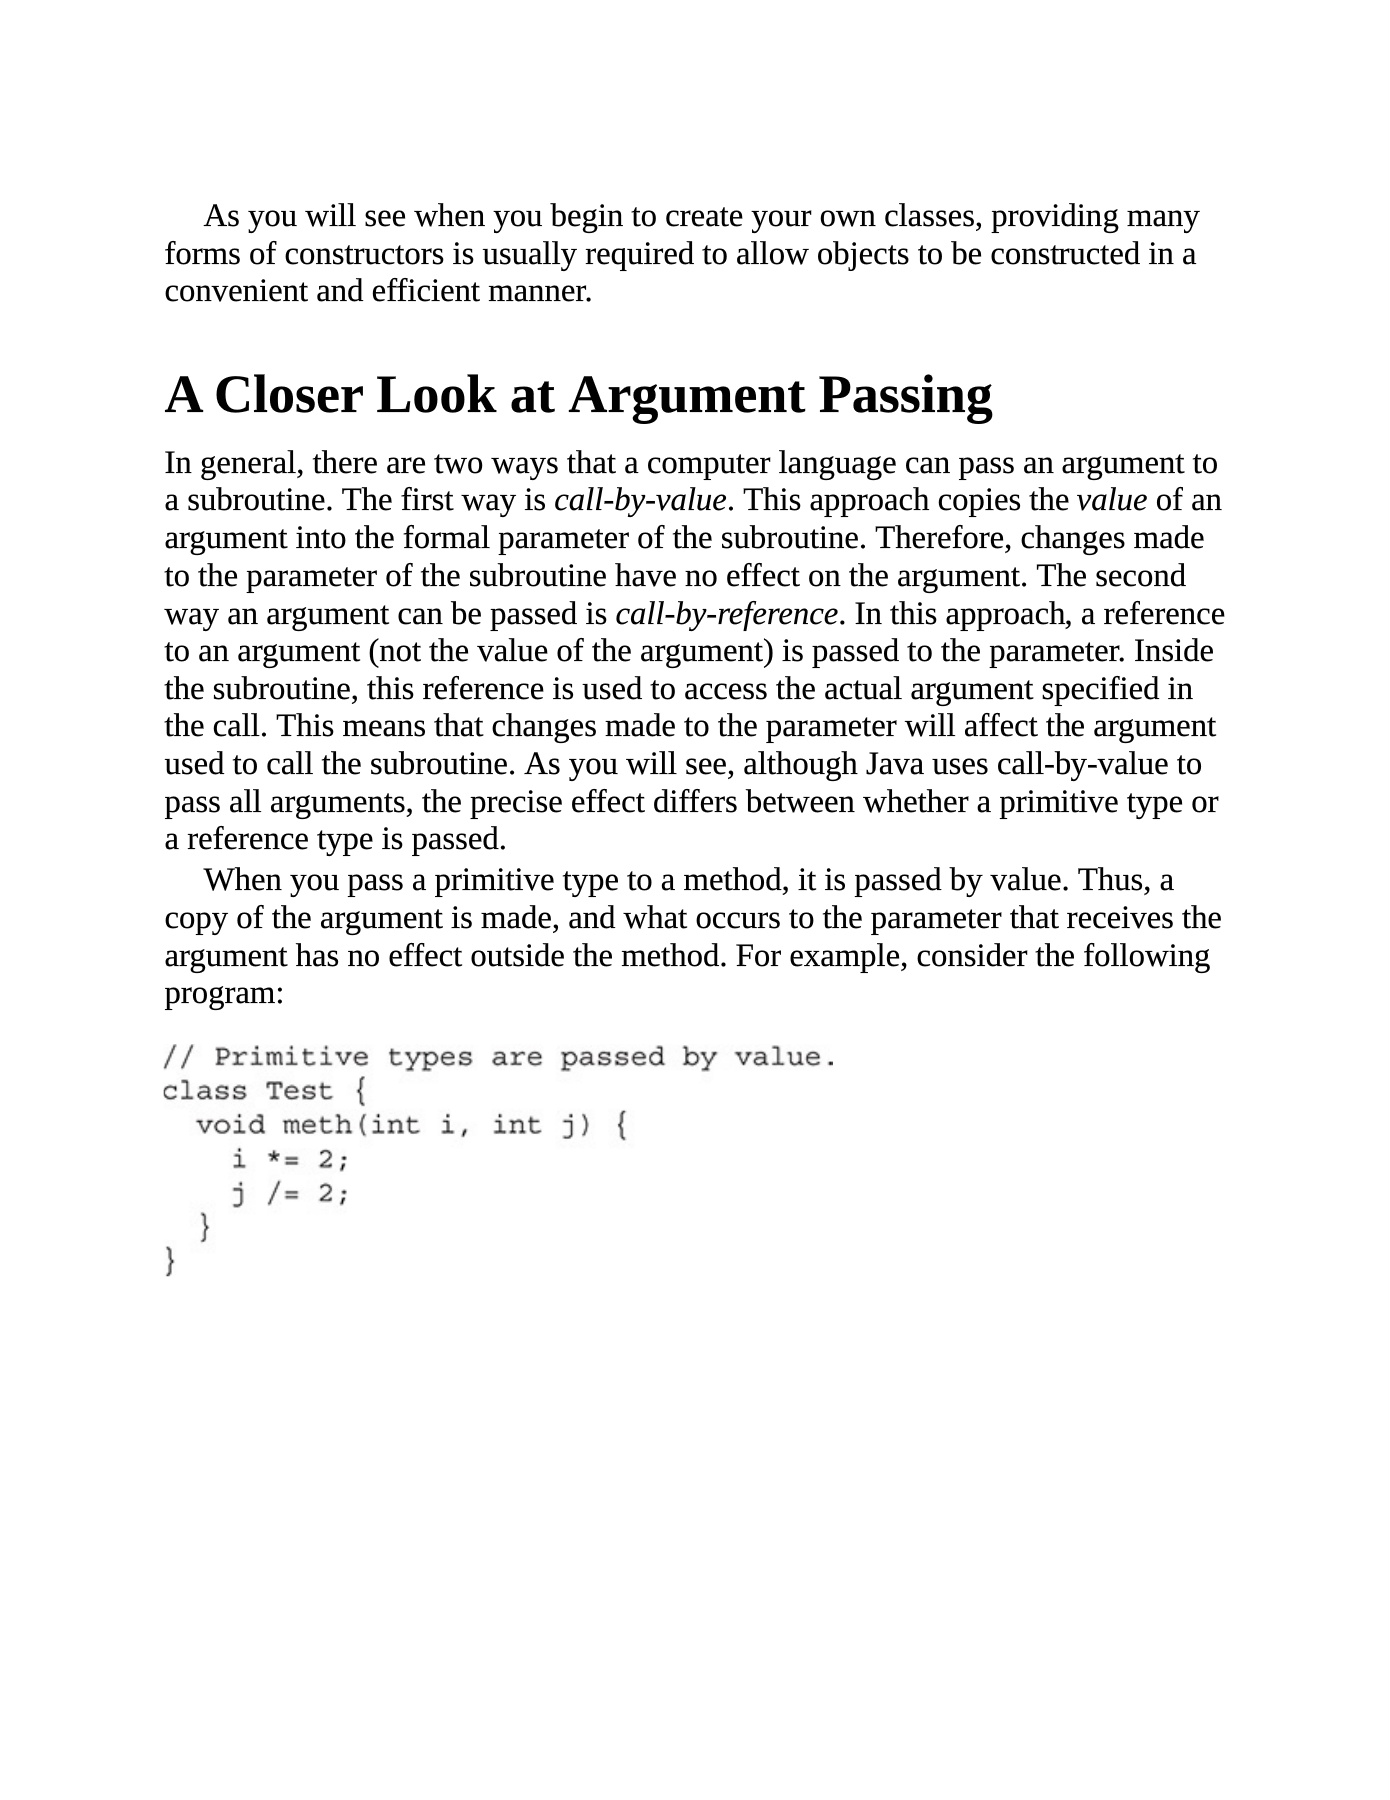 As you will see when you begin to create your own classes, providing many
forms of constructors is usually required to allow objects to be constructed in a
convenient and efficient manner.
A Closer Look at Argument Passing
In general, there are two ways that a computer language can pass an argument to
a subroutine. The first way is call-by-value. This approach copies the value of an
argument into the formal parameter of the subroutine. Therefore, changes made
to the parameter of the subroutine have no effect on the argument. The second
way an argument can be passed is call-by-reference. In this approach, a reference
to an argument (not the value of the argument) is passed to the parameter. Inside
the subroutine, this reference is used to access the actual argument specified in
the call. This means that changes made to the parameter will affect the argument
used to call the subroutine. As you will see, although Java uses call-by-value to
pass all arguments, the precise effect differs between whether a primitive type or
a reference type is passed.
When you pass a primitive type to a method, it is passed by value. Thus, a
copy of the argument is made, and what occurs to the parameter that receives the
argument has no effect outside the method. For example, consider the following
program:
// Primitive types are passed by value.
class Test {
  void meth(int i, int j) {
    i *= 2;
    j /= 2;
  }
}